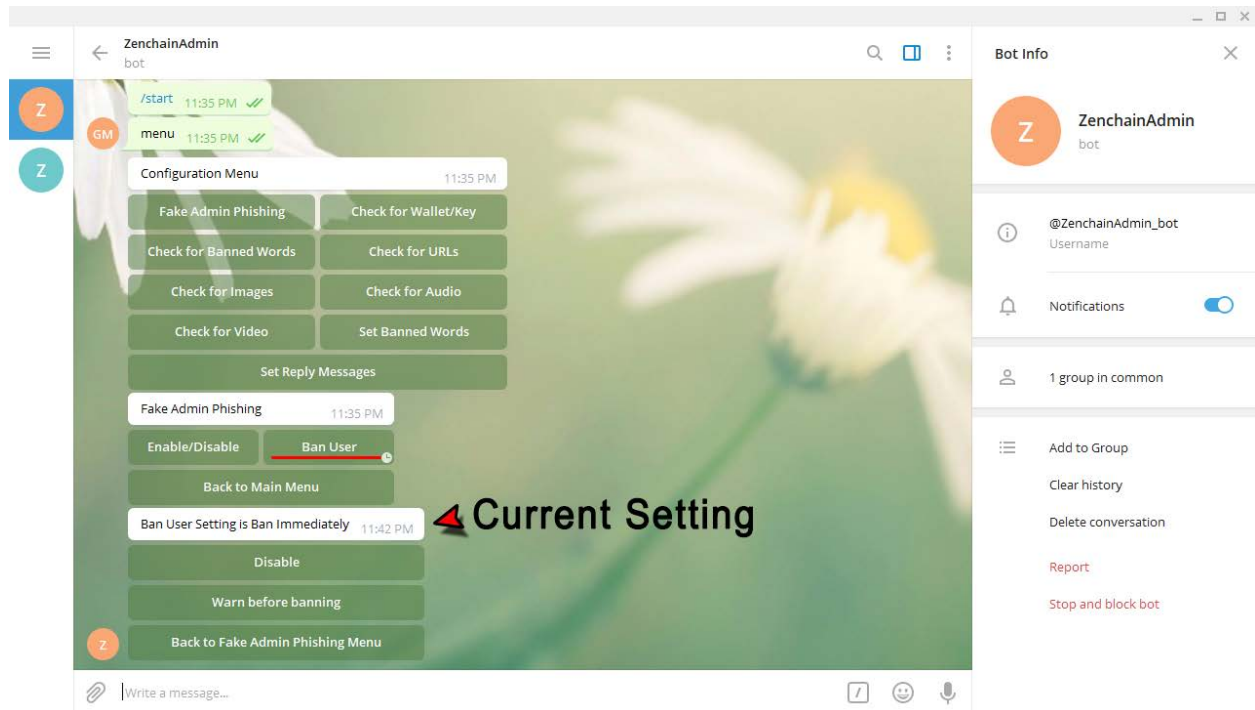 ZenchainAdmin
bot
Z
Z
/start 11:35 PM
GM
menu 11:35 PM
Configuration Menu 11:35 PM
Fake Admin Phishing Check for Wallet/Key
Check for Banned Words Check for URLs
Check for Images Check for Audio
Check for Video Set Banned Words
Set Reply Messages
Fake Admin Phishing 11:35 PM
Enable/Disable Ban User
Back to Main Menu
Ban User Setting is Ban Immediately 11:42 PM
Current Setting
Disable
Warn before banning
Z
Back to Fake Admin Phishing Menu
Write a message...
/
Bot Info
Z
ZenchainAdmin
bot
@ZenchainAdmin_bot
Username
Notifications
1 group in common
Add to Group
Clear history
Delete conversation
Report
Stop and block bot